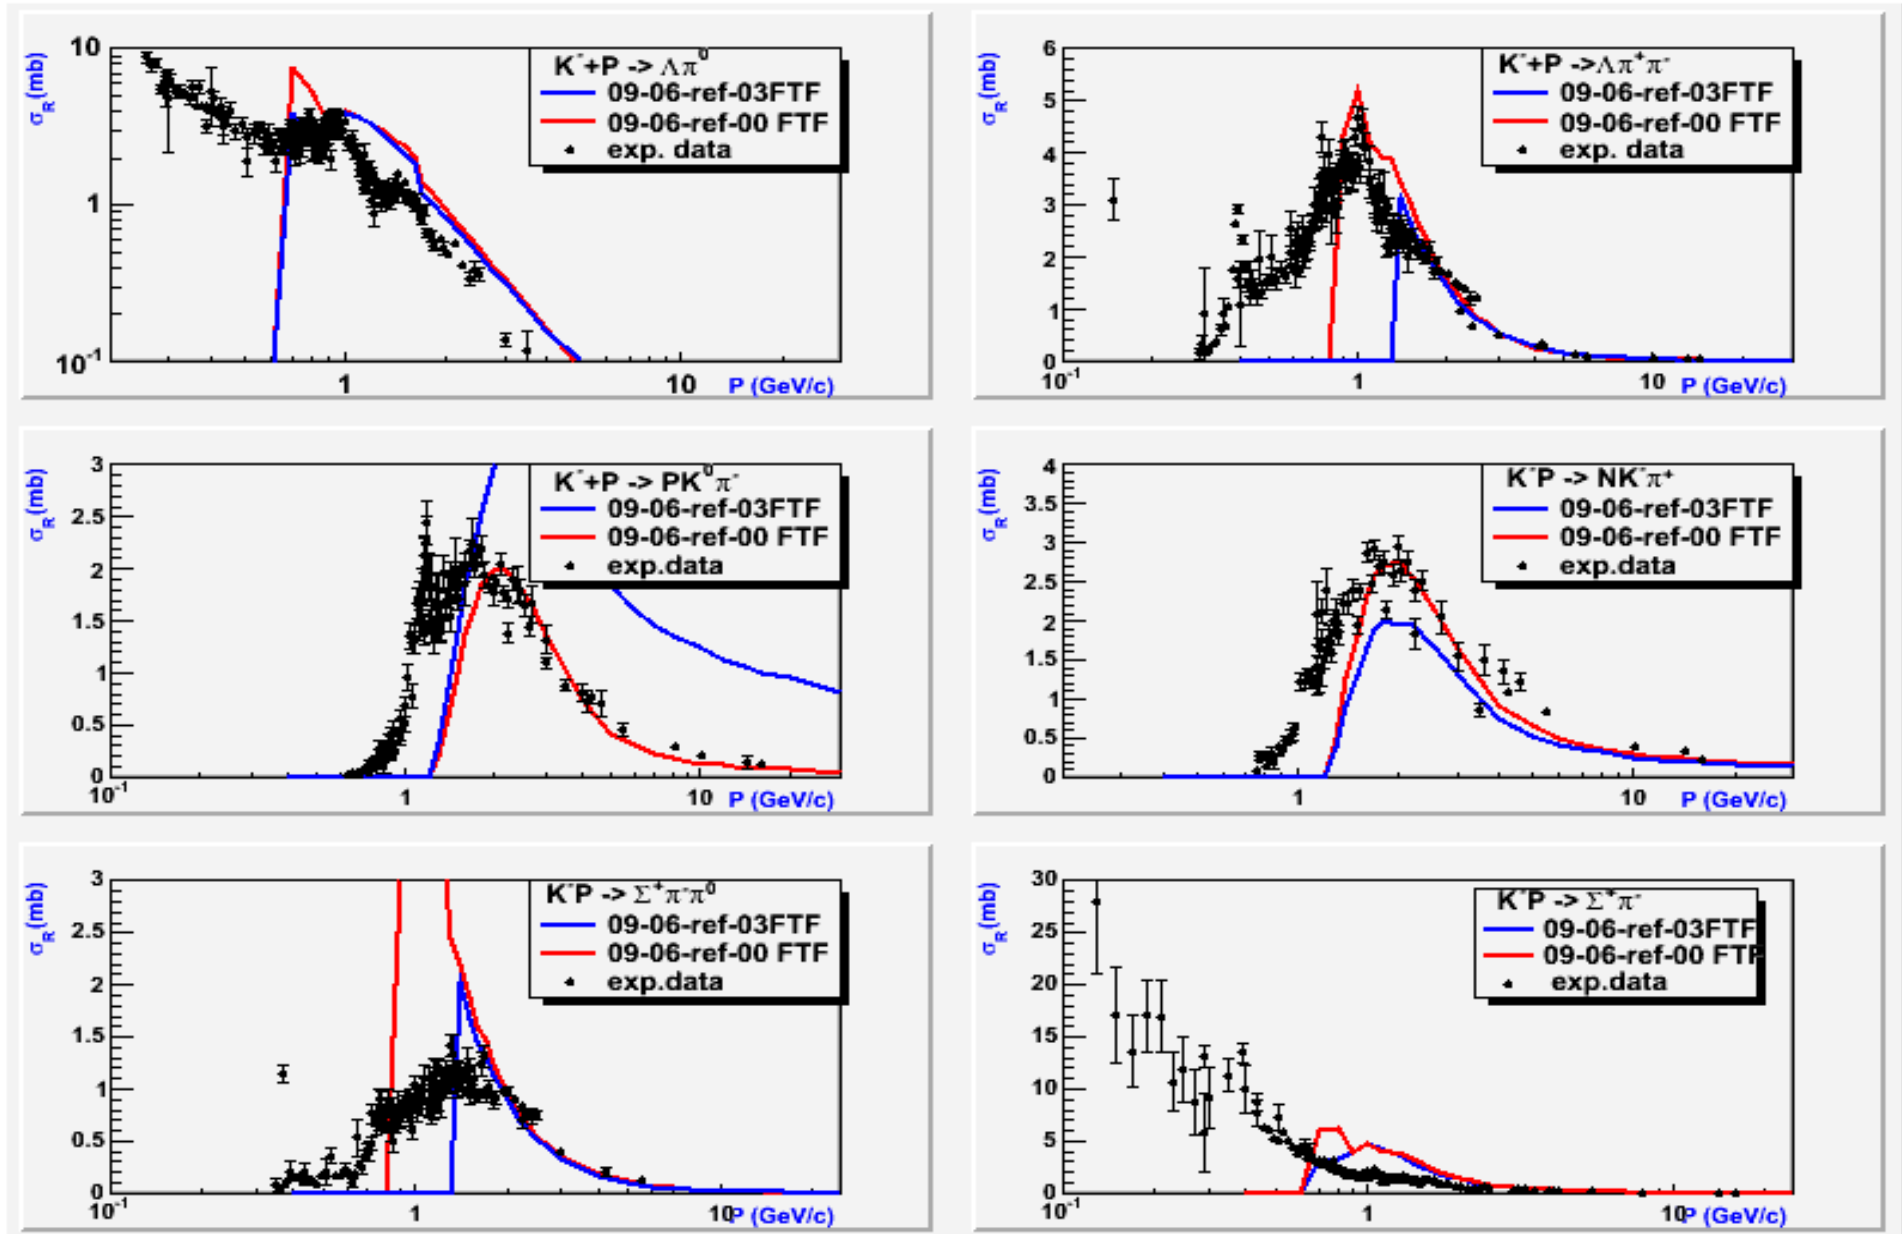 K⁻+P -> Λπ⁰
09-06-ref-03FTF
09-06-ref-00 FTF
exp. data
σR(mb)
10
1
10⁻¹
1
10
P (GeV/c)
K⁻+P ->Λπ⁺π⁻
09-06-ref-03FTF
09-06-ref-00 FTF
exp. data
σR(mb)
6
5
4
3
2
1
0
10⁻¹
1
10
P (GeV/c)
K⁻+P -> PK⁰π⁻
09-06-ref-03FTF
09-06-ref-00 FTF
exp.data
σR(mb)
3
2.5
2
1.5
1
0.5
0
10⁻¹
1
10
P (GeV/c)
K⁻P -> NK⁻π⁺
09-06-ref-03FTF
09-06-ref-00 FTF
exp.data
σR(mb)
4
3.5
3
2.5
2
1.5
1
0.5
0
1
10
P (GeV/c)
K⁻P -> Σ⁺π⁻π⁰
09-06-ref-03FTF
09-06-ref-00 FTF
exp.data
σR(mb)
3
2.5
2
1.5
1
0.5
0
10⁻¹
1
10
P (GeV/c)
K⁻P -> Σ⁺π⁻
09-06-ref-03FTF
09-06-ref-00 FTF
exp.data
σR(mb)
30
25
20
15
10
5
0
10⁻¹
1
10
P (GeV/c)